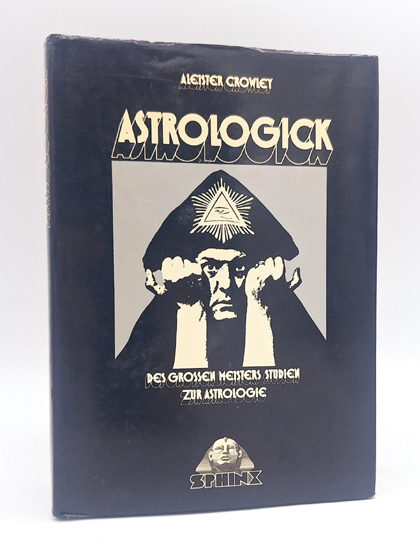 ALEISTER CROWLEY
ASTROLOGICK
DES GROSSEN MEISTERS STUDIEN
ZUR ASTROLOGIE
SPHINX